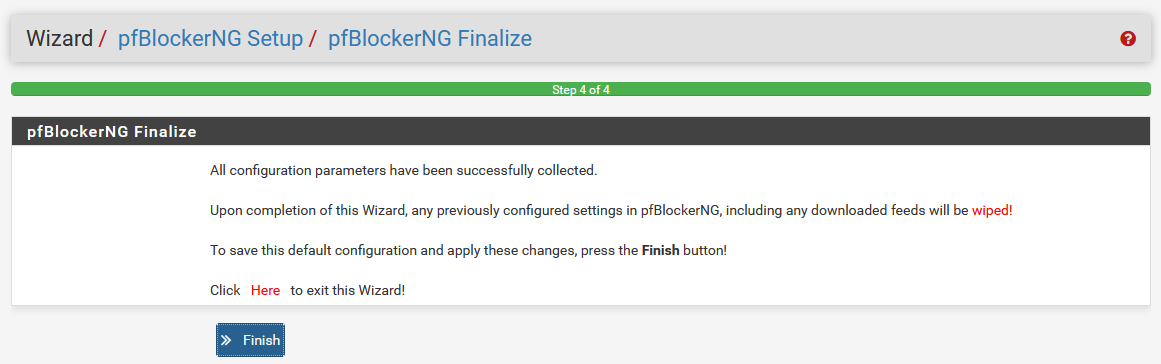 Wizard / pfBlockerNG Setup / pfBlockerNG Finalize
Step 4 of 4
pfBlockerNG Finalize
All configuration parameters have been successfully collected.
Upon completion of this Wizard, any previously configured settings in pfBlockerNG, including any downloaded feeds will be wiped!
To save this default configuration and apply these changes, press the Finish button!
Click Here to exit this Wizard!
Finish